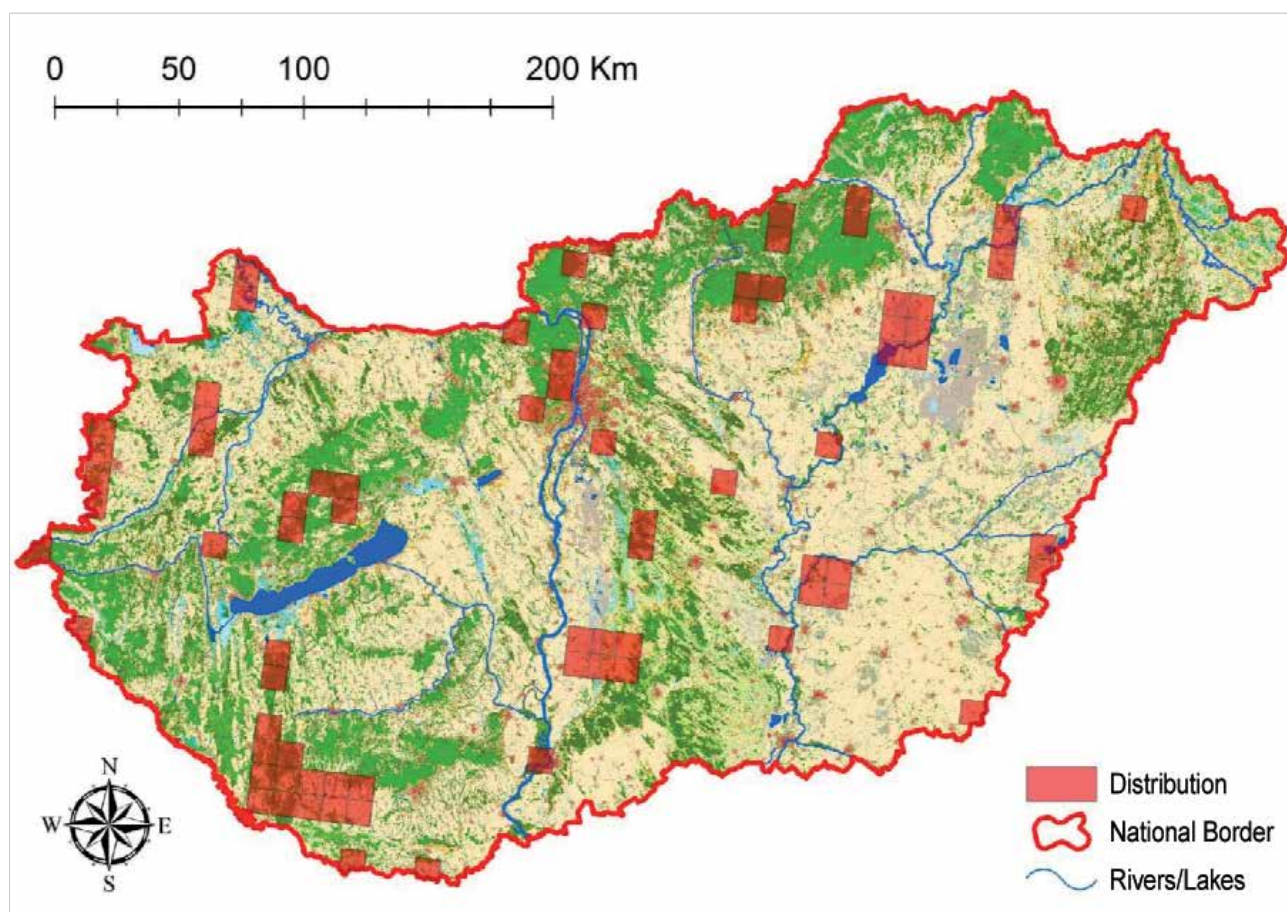 0 50 100 200 Km
N
W E
S
Distribution
National Border
Rivers/Lakes